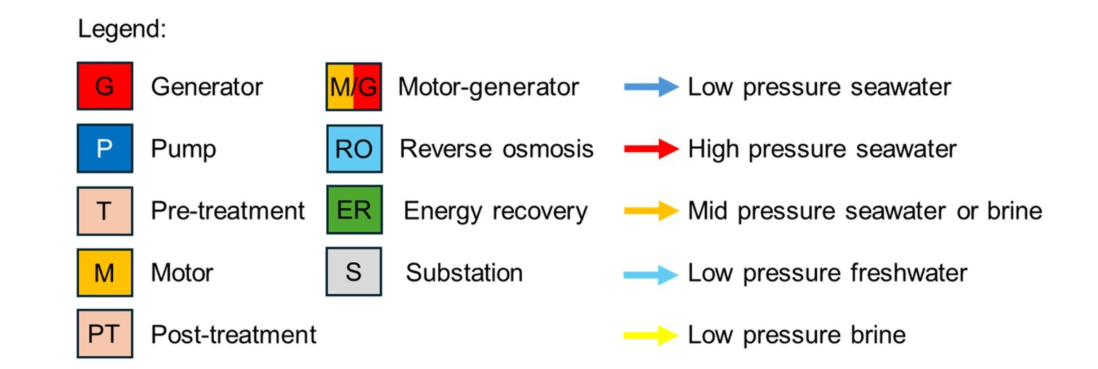 Legend:
G Generator M/G Motor-generator Low pressure seawater
P Pump RO Reverse osmosis High pressure seawater
T Pre-treatment ER Energy recovery Mid pressure seawater or brine
M Motor S Substation Low pressure freshwater
PT Post-treatment Low pressure brine